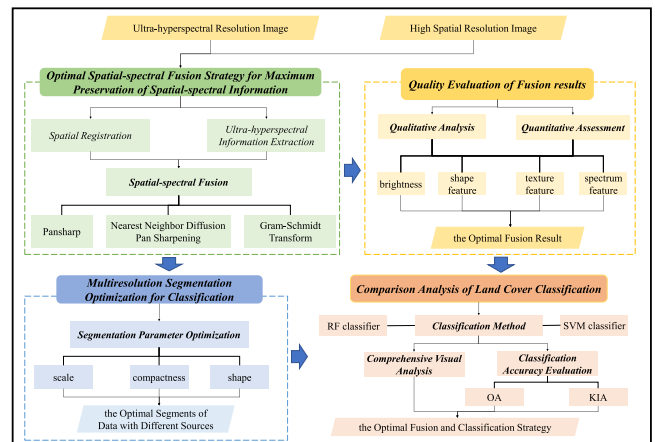 Ultra-hyperspectral Resolution Image
High Spatial Resolution Image
Optimal Spatial-spectral Fusion Strategy for Maximum
Preservation of Spatial-spectral Information
Spatial Registration
Ultra-hyperspectral
Information Extraction
Spatial-spectral Fusion
Pansharp
Nearest Neighbor Diffusion
Pan Sharpening
Gram-Schmidt
Transform
Quality Evaluation of Fusion results
Qualitative Analysis
Quantitative Assessment
brightness
shape
feature
texture
feature
spectrum
feature
the Optimal Fusion Result
Multiresolution Segmentation
Optimization for Classification
Segmentation Parameter Optimization
scale
compactness
shape
the Optimal Segments of
Data with Different Sources
Comparison Analysis of Land Cover Classification
RF classifier
Classification Method
SVM classifier
Comprehensive Visual
Analysis
Classification
Accuracy Evaluation
OA
KIA
the Optimal Fusion and Classification Strategy